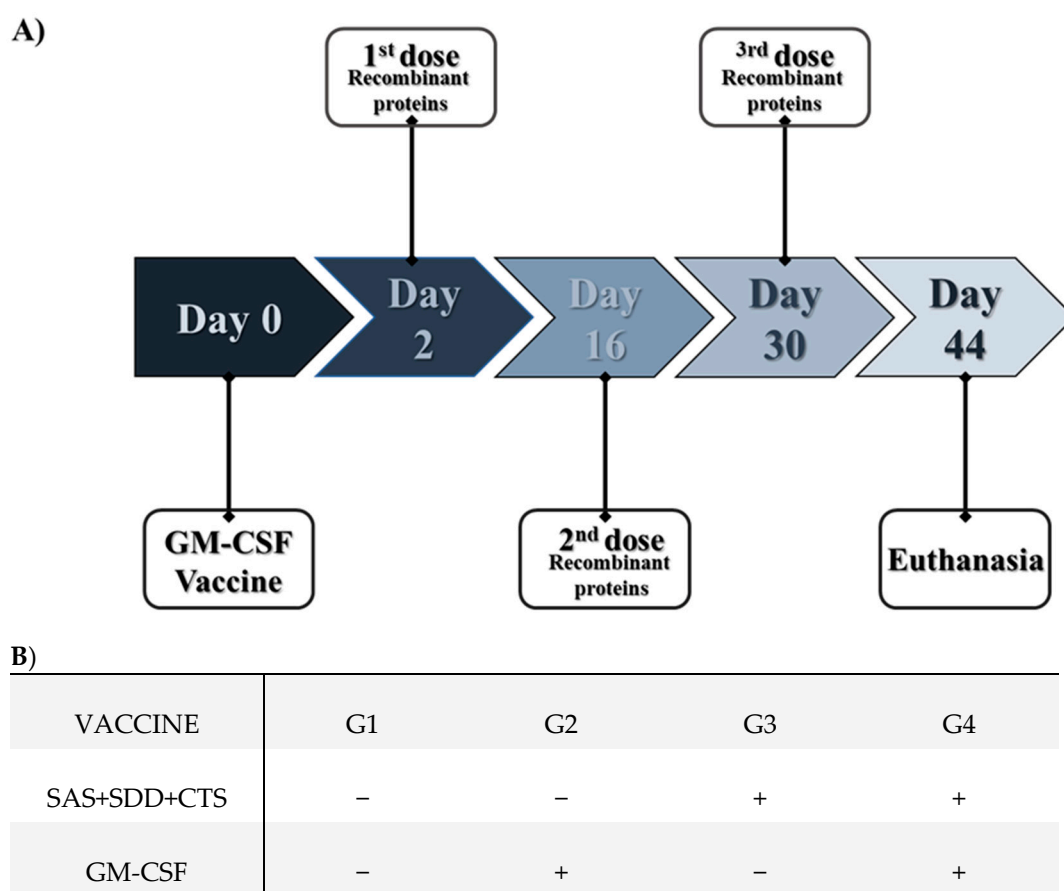 A)
1st dose
Recombinant
proteins
3rd dose
Recombinant
proteins
Day 0
Day
2
Day
16
Day
30
Day
44
GM-CSF
Vaccine
2nd dose
Recombinant
proteins
Euthanasia
B)
VACCINE G1 G2 G3 G4
SAS+SDD+CTS − − + +
GM-CSF − + − +